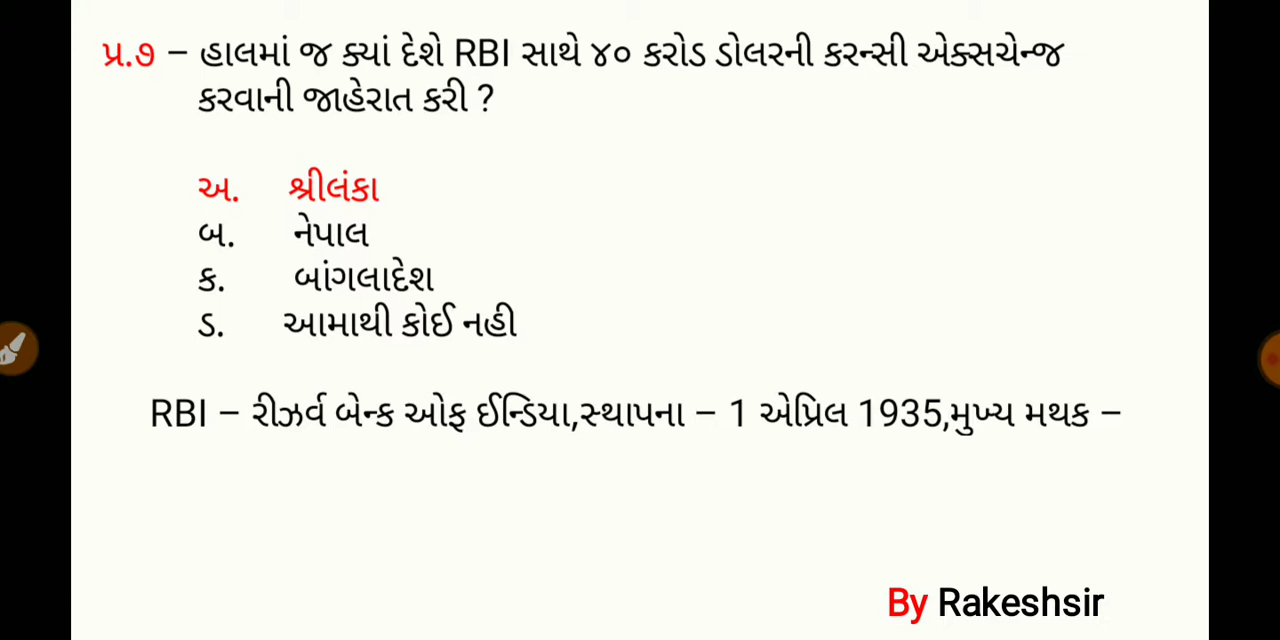 પ્ર.૭ – હાલમાં જ ક્યાં દેશે RBI સાથે ૪૦ કરોડ ડોલરની કરન્સી એક્સચેન્જ
કરવાની જાહેરાત કરી ?
અ. શ્રીલંકા
બ. નેપાલ
ક. બાંગલાદેશ
ડ. આમાથી કોઈ નહી
RBI – રીઝર્વ બેન્ક ઓફ ઈન્ડિયા,સ્થાપના – 1 એપ્રિલ 1935,મુખ્ય મથક –
By Rakeshsir